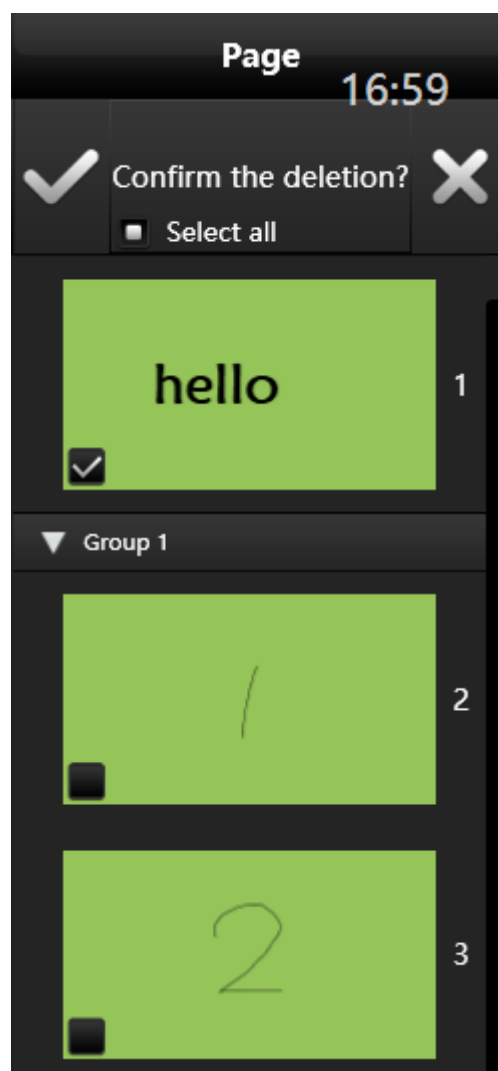 Page
16:59
Confirm the deletion?
Select all
hello
1
Group 1
1
2
2
3